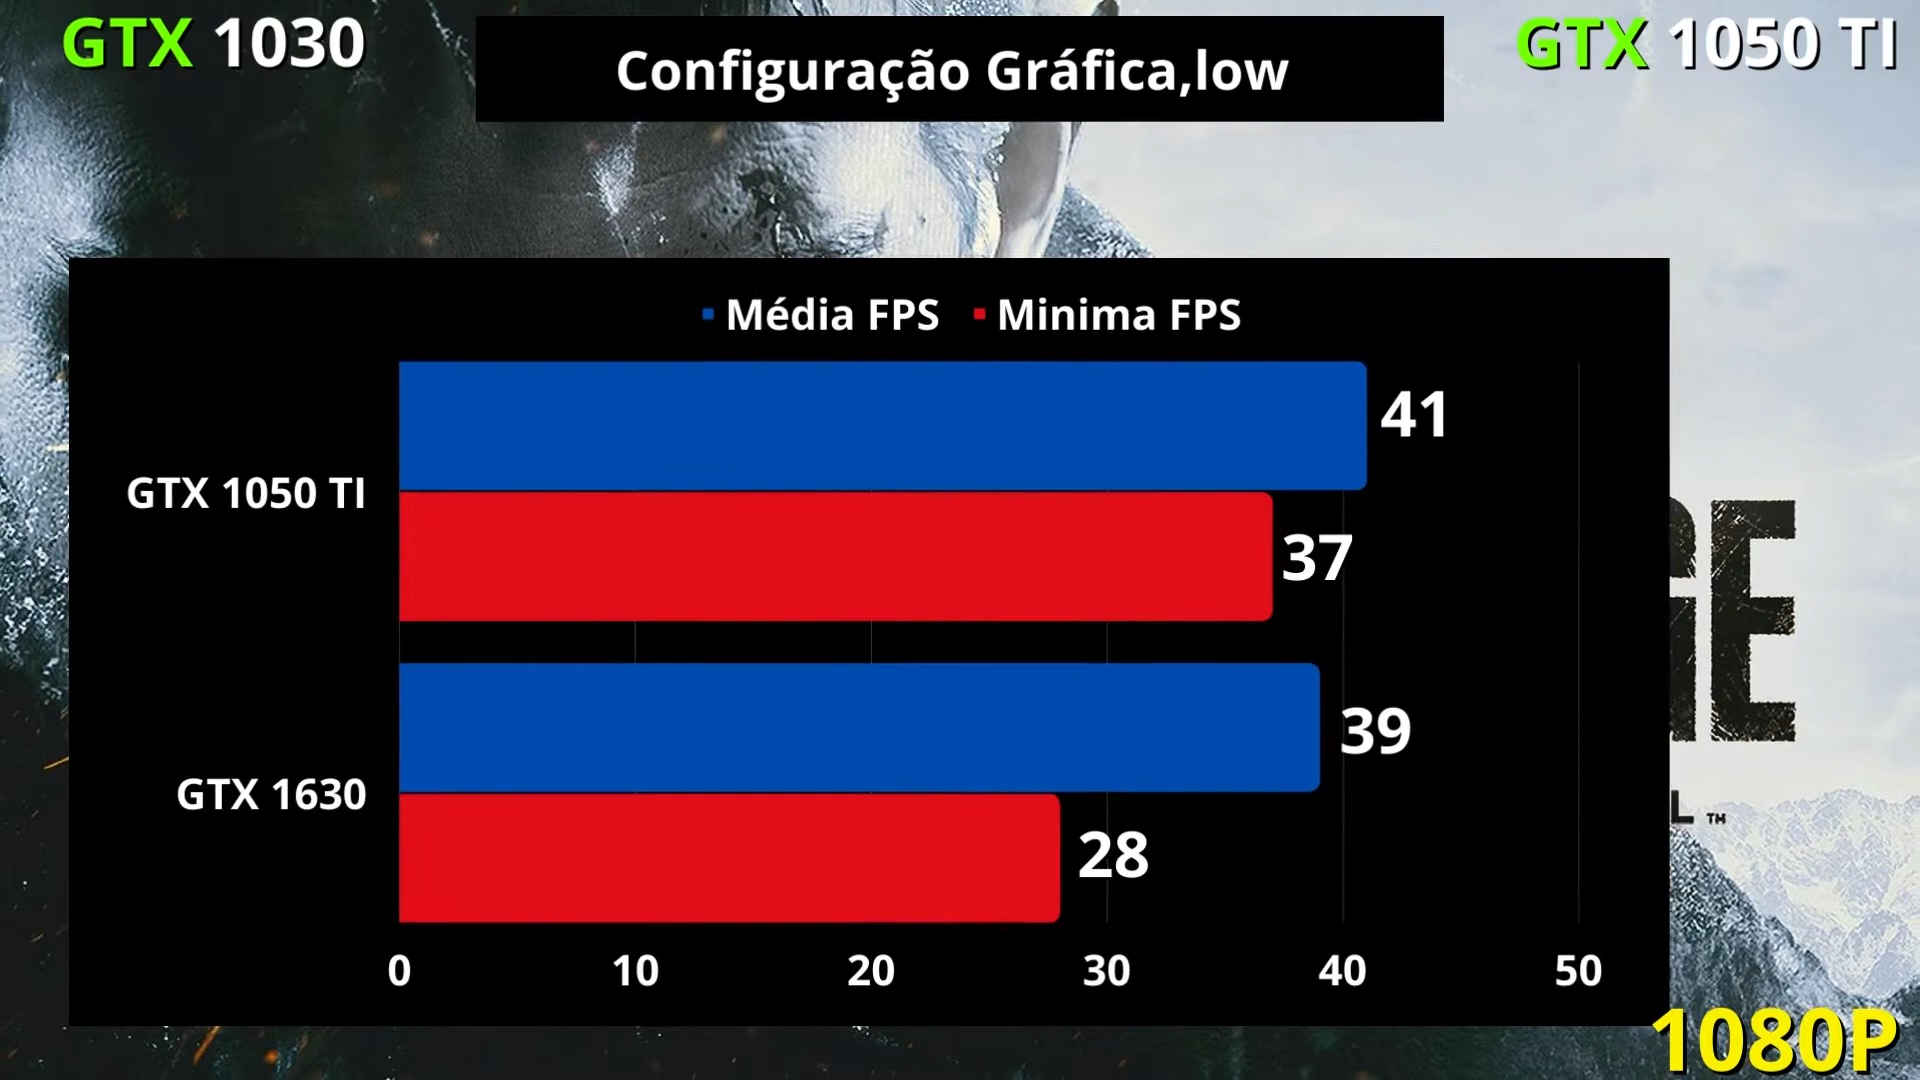 GTX 1030
Configuração Gráfica,low
GTX 1050 TI
Média FPS
Minima FPS
41
GTX 1050 TI
37
39
GTX 1630
28
0 10 20 30 40 50
1080P
TM